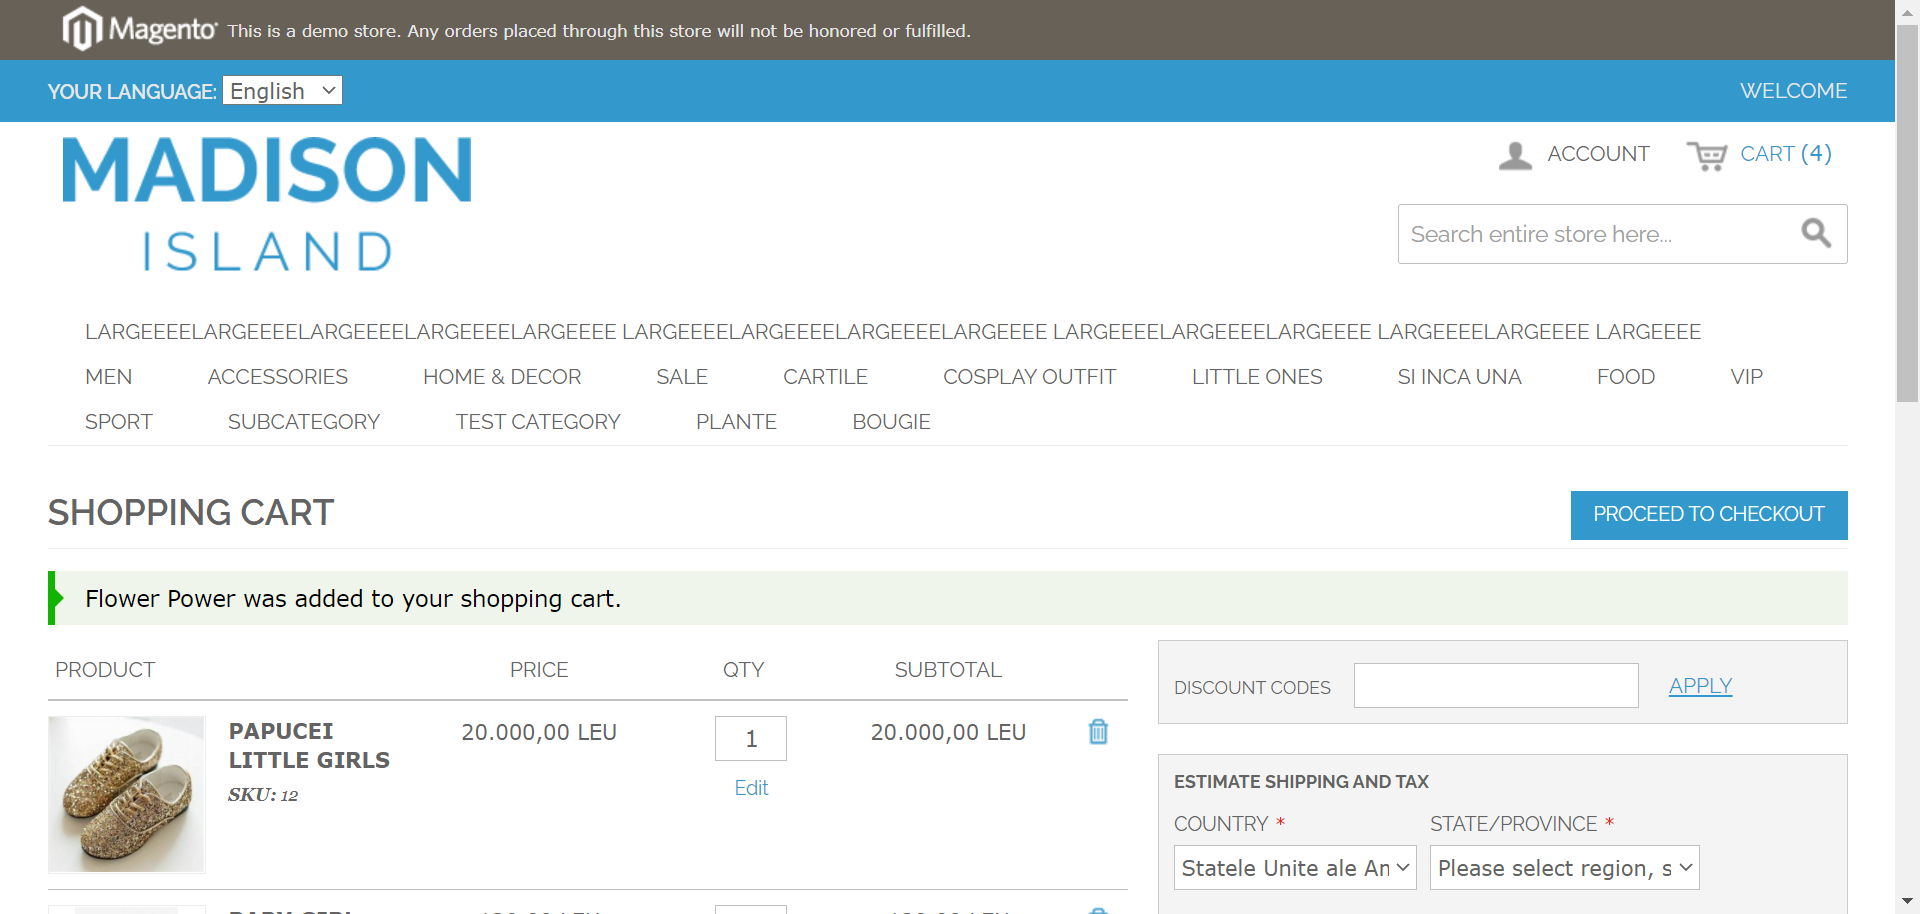 Magento This is a demo store. Any orders placed through this store will not be honored or fulfilled.
YOUR LANGUAGE: English WELCOME
MADISON
ISLAND
ACCOUNT CART (4)
Search entire store here...
LARGEEEELARGEEEELARGEEEELARGEEEELARGEEEE LARGEEEELARGEEEELARGEEEELARGEEEE LARGEEEELARGEEEELARGEEEE LARGEEEELARGEEEE LARGEEEE
MEN ACCESSORIES HOME & DECOR SALE CARTILE COSPLAY OUTFIT LITTLE ONES SI INCA UNA FOOD VIP
SPORT SUBCATEGORY TEST CATEGORY PLANTE BOUGIE
SHOPPING CART PROCEED TO CHECKOUT
Flower Power was added to your shopping cart.
PRODUCT PRICE QTY SUBTOTAL
PAPUCEI LITTLE GIRLS 20.000,00 LEU 1 20.000,00 LEU
SKU: 12
Edit
DISCOUNT CODES APPLY
ESTIMATE SHIPPING AND TAX
COUNTRY * STATE/PROVINCE *
Statele Unite ale An Please select region, s